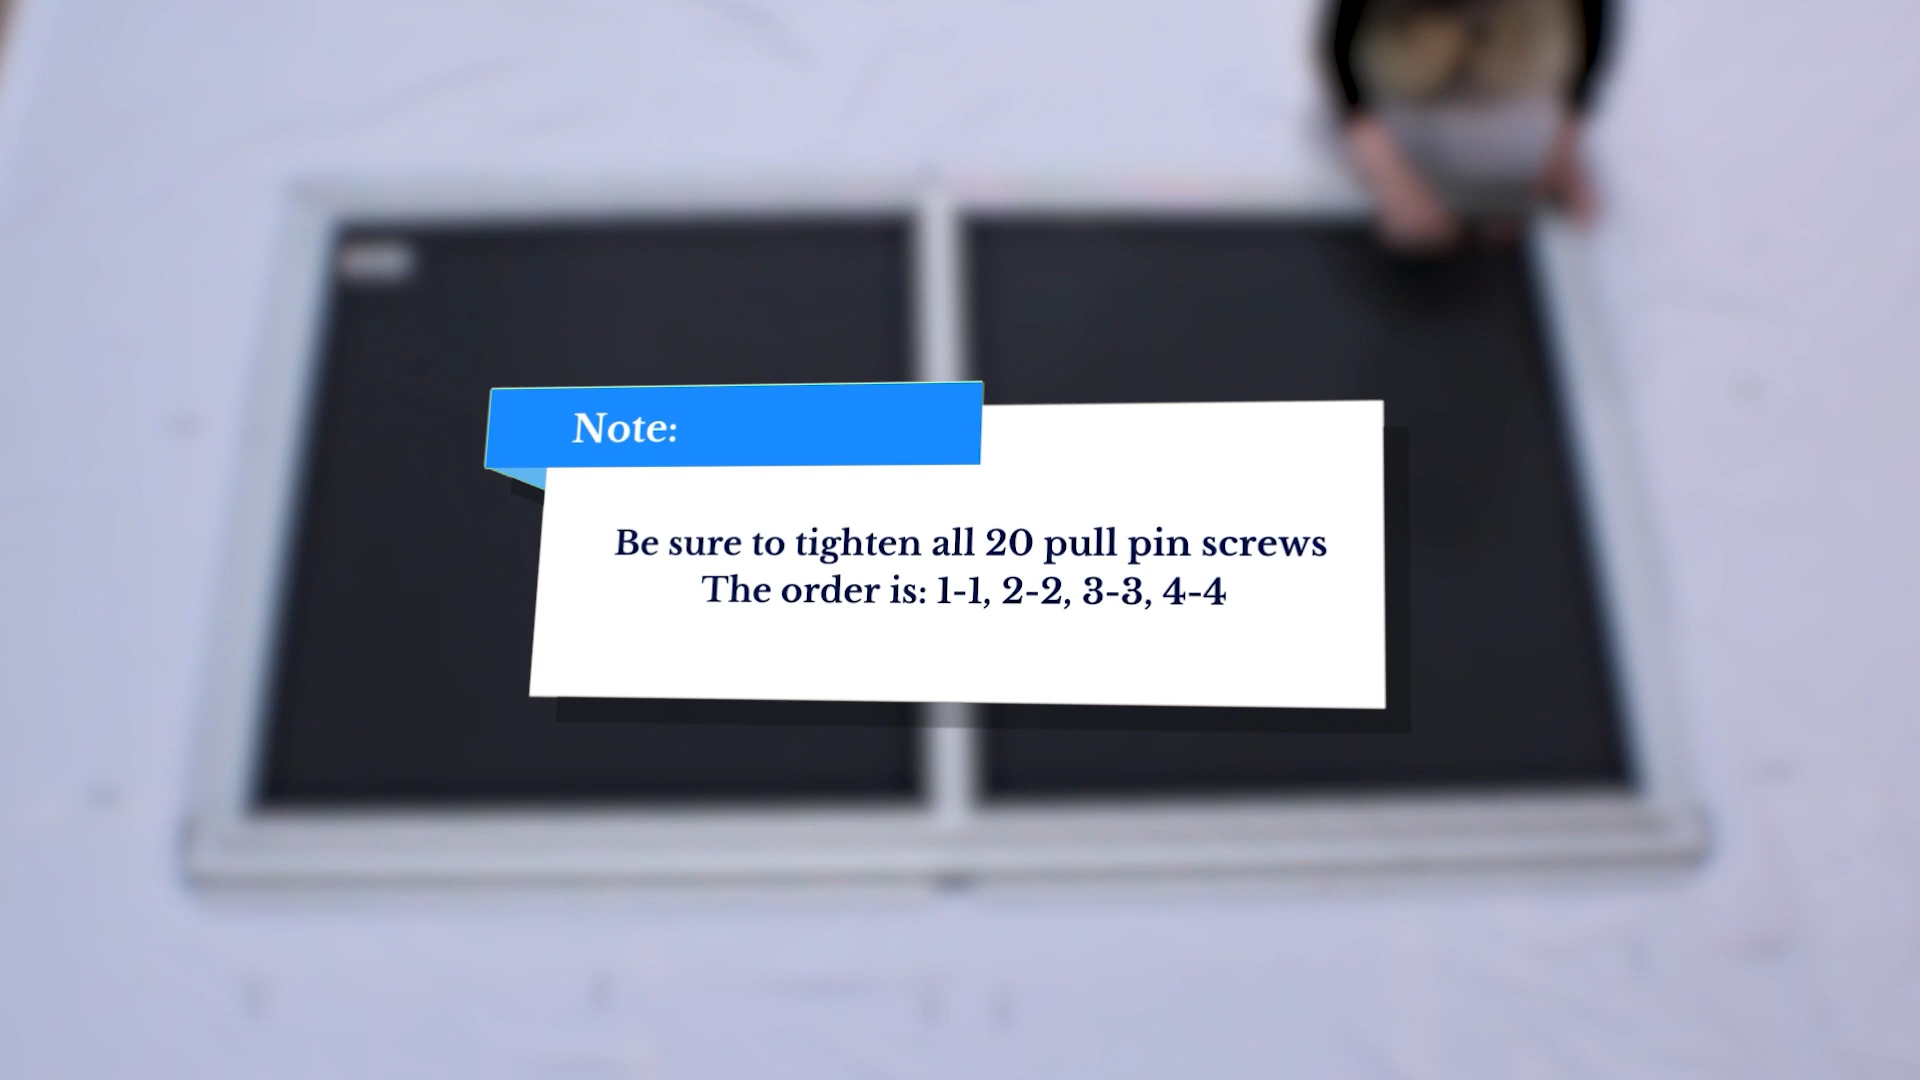 Note:
Be sure to tighten all 20 pull pin screws
The order is: 1-1, 2-2, 3-3, 4-4